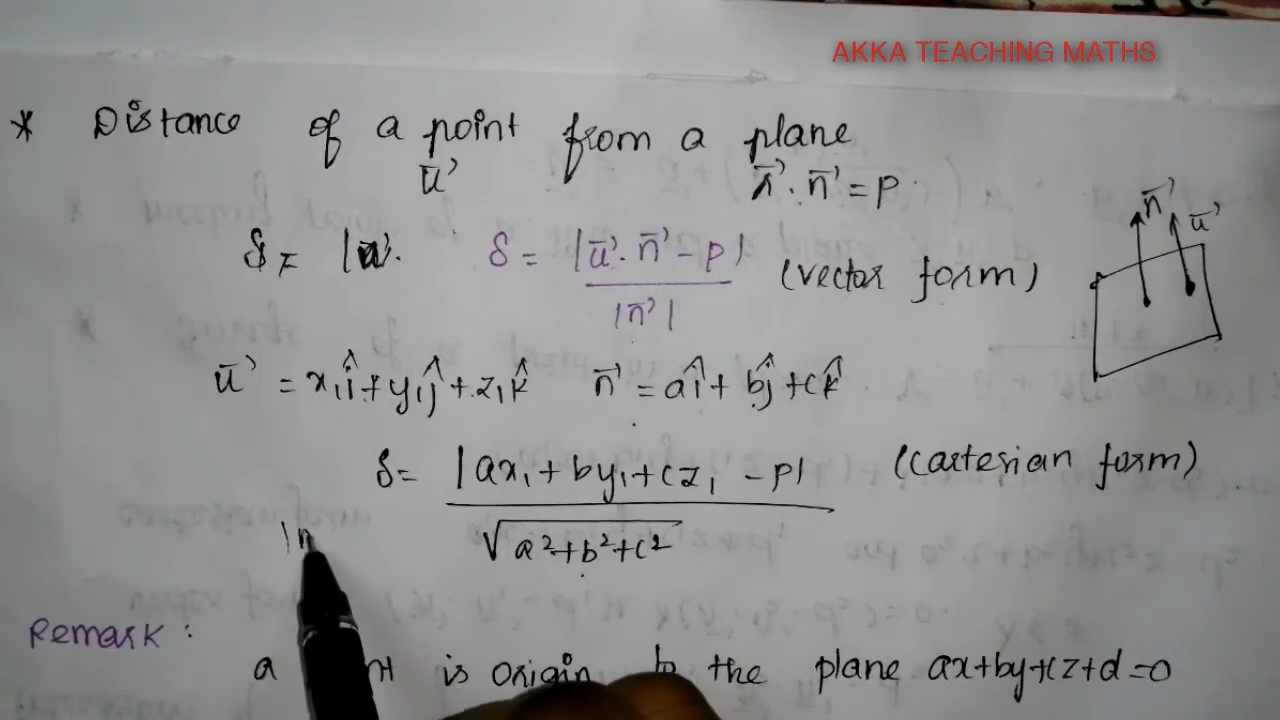 AKKA TEACHING MATHS
* Distance of a point from a plane
u⃗ r⃗ . n⃗ = p
δ = |u⃗. δ = |u⃗ . n⃗ - p| / |n⃗| (vector form)
n⃗ u⃗
u⃗ = x₁î + y₁ĵ + z₁k̂ n⃗ = aî + bĵ + ck̂
δ = |ax₁ + by₁ + cz₁ - p| / √a²+b²+c² (cartesian form)
|n
Remark :
a is origin to the plane ax+by+cz+d=0